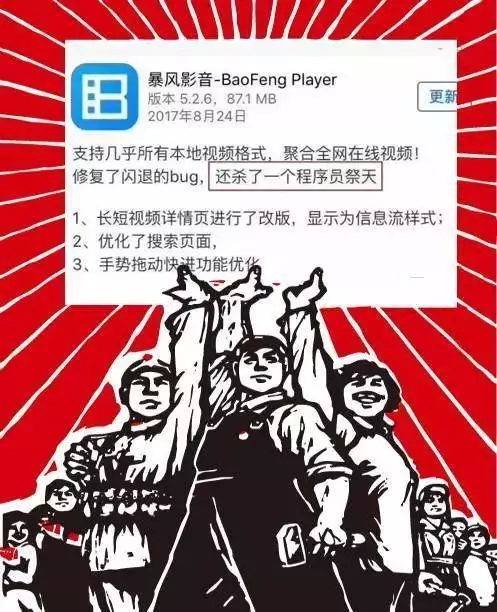 暴风影音-BaoFeng Player
版本 5.2.6，87.1 MB
2017年8月24日
更新
支持几乎所有本地视频格式，聚合全网在线视频！
修复了闪退的bug，还杀了一个程序员祭天
1、长短视频详情页进行了改版，显示为信息流样式；
2、优化了搜索页面，
3、手势拖动快进功能优化